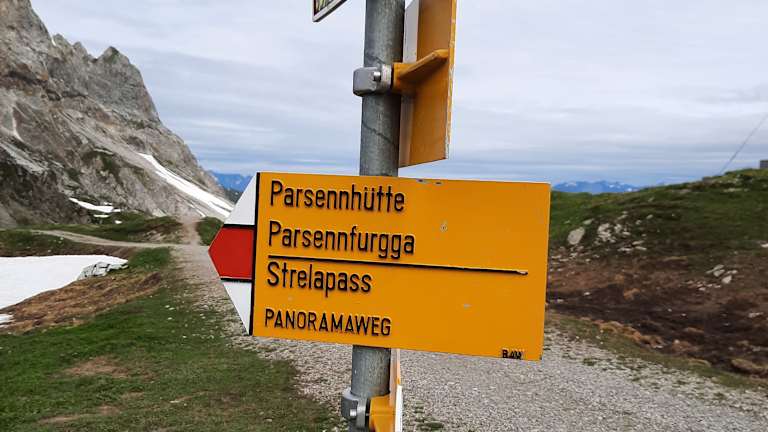 Parsennhütte
Parsennfurgga
Strelapass
PANORAMAWEG
BAW